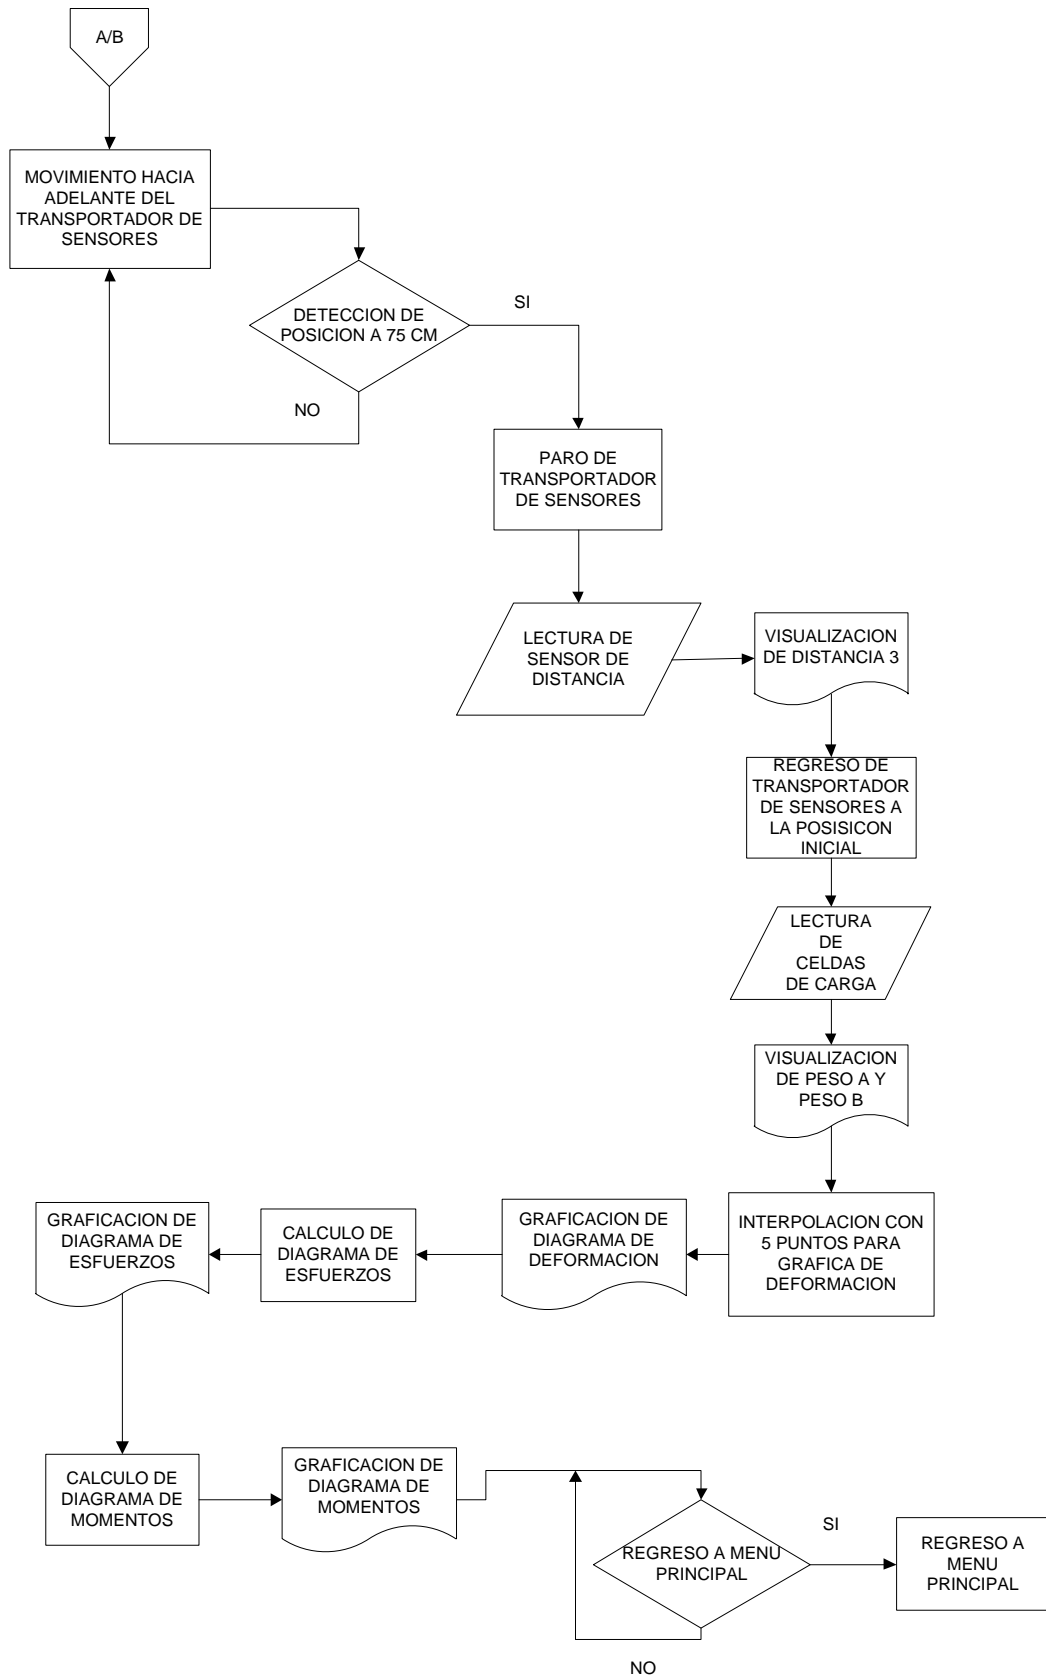 A/B
MOVIMIENTO HACIA
ADELANTE DEL
TRANSPORTADOR DE
SENSORES
DETECCION DE
POSICION A 75 CM
SI
NO
PARO DE
TRANSPORTADOR
DE SENSORES
LECTURA DE
SENSOR DE
DISTANCIA
VISUALIZACION
DE DISTANCIA 3
REGRESO DE
TRANSPORTADOR
DE SENSORES A
LA POSISICON
INICIAL
LECTURA
DE
CELDAS
DE CARGA
VISUALIZACION
DE PESO A Y
PESO B
INTERPOLACION CON
5 PUNTOS PARA
GRAFICA DE
DEFORMACION
GRAFICACION DE
DIAGRAMA DE
DEFORMACION
CALCULO DE
DIAGRAMA DE
ESFUERZOS
GRAFICACION DE
DIAGRAMA DE
ESFUERZOS
CALCULO DE
DIAGRAMA DE
MOMENTOS
GRAFICACION DE
DIAGRAMA DE
MOMENTOS
REGRESO A MENU
PRINCIPAL
SI
NO
REGRESO A
MENU
PRINCIPAL